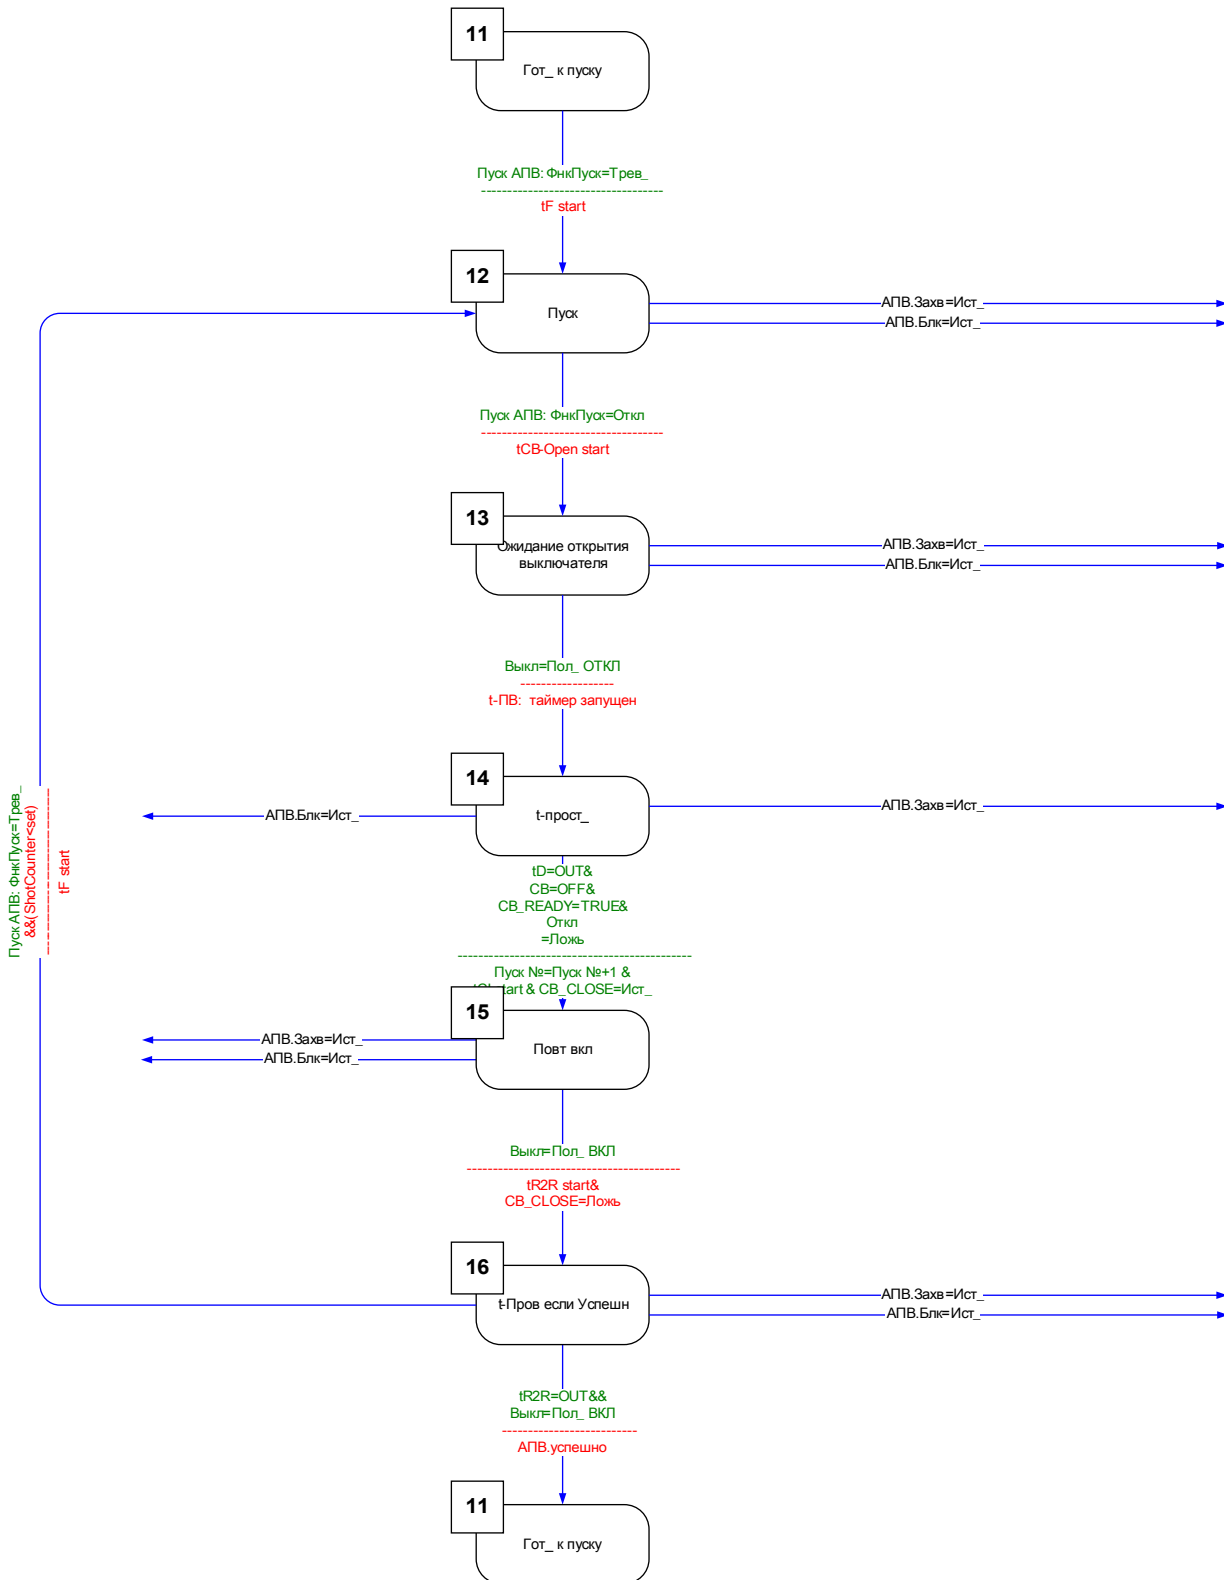 11
Гот_ к пуску
Пуск АПВ: ФнкПуск=Трев_
-----------------------------------
tF start
12
Пуск
АПВ.Захв=Ист_
АПВ.Блк=Ист_
Пуск АПВ: ФнкПуск=Откл
-----------------------------------
tCB-Open start
13
Ожидание открытия
выключателя
АПВ.Захв=Ист_
АПВ.Блк=Ист_
Выкл=Пол_ ОТКЛ
------------------
t-ПВ:  таймер запущен
14
t-прост_
АПВ.Блк=Ист_
АПВ.Захв=Ист_
tD=OUT&
CB=OFF&
CB_READY=TRUE&
Откл
=Ложь
---------------------------------------------
Пуск №=Пуск №+1 &
start & CB_CLOSE=Ист_
15
Повт вкл
АПВ.Захв=Ист_
АПВ.Блк=Ист_
Пуск АПВ: ФнкПуск=Трев_
&&(ShotCounter<set)
--------------------------------
tF start
Выкл=Пол_ ВКЛ
-----------------------------------------
tR2R start&
CB_CLOSE=Ложь
16
t-Пров если Успешн
АПВ.Захв=Ист_
АПВ.Блк=Ист_
tR2R=OUT&&
Выкл=Пол_ ВКЛ
--------------------------
АПВ.успешно
11
Гот_ к пуску